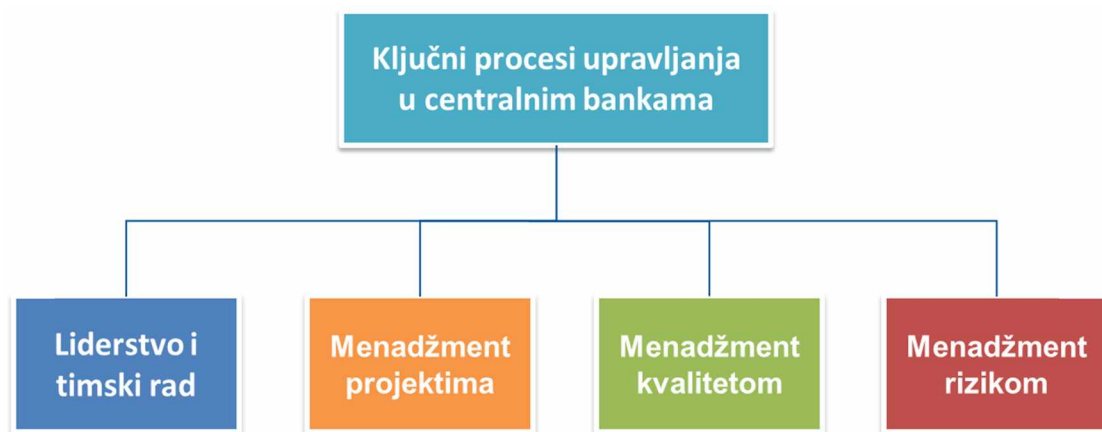 Ključni procesi upravljanja
u centralnim bankama
Liderstvo i
timski rad
Menadžment
projektima
Menadžment
kvalitetom
Menadžment
rizikom